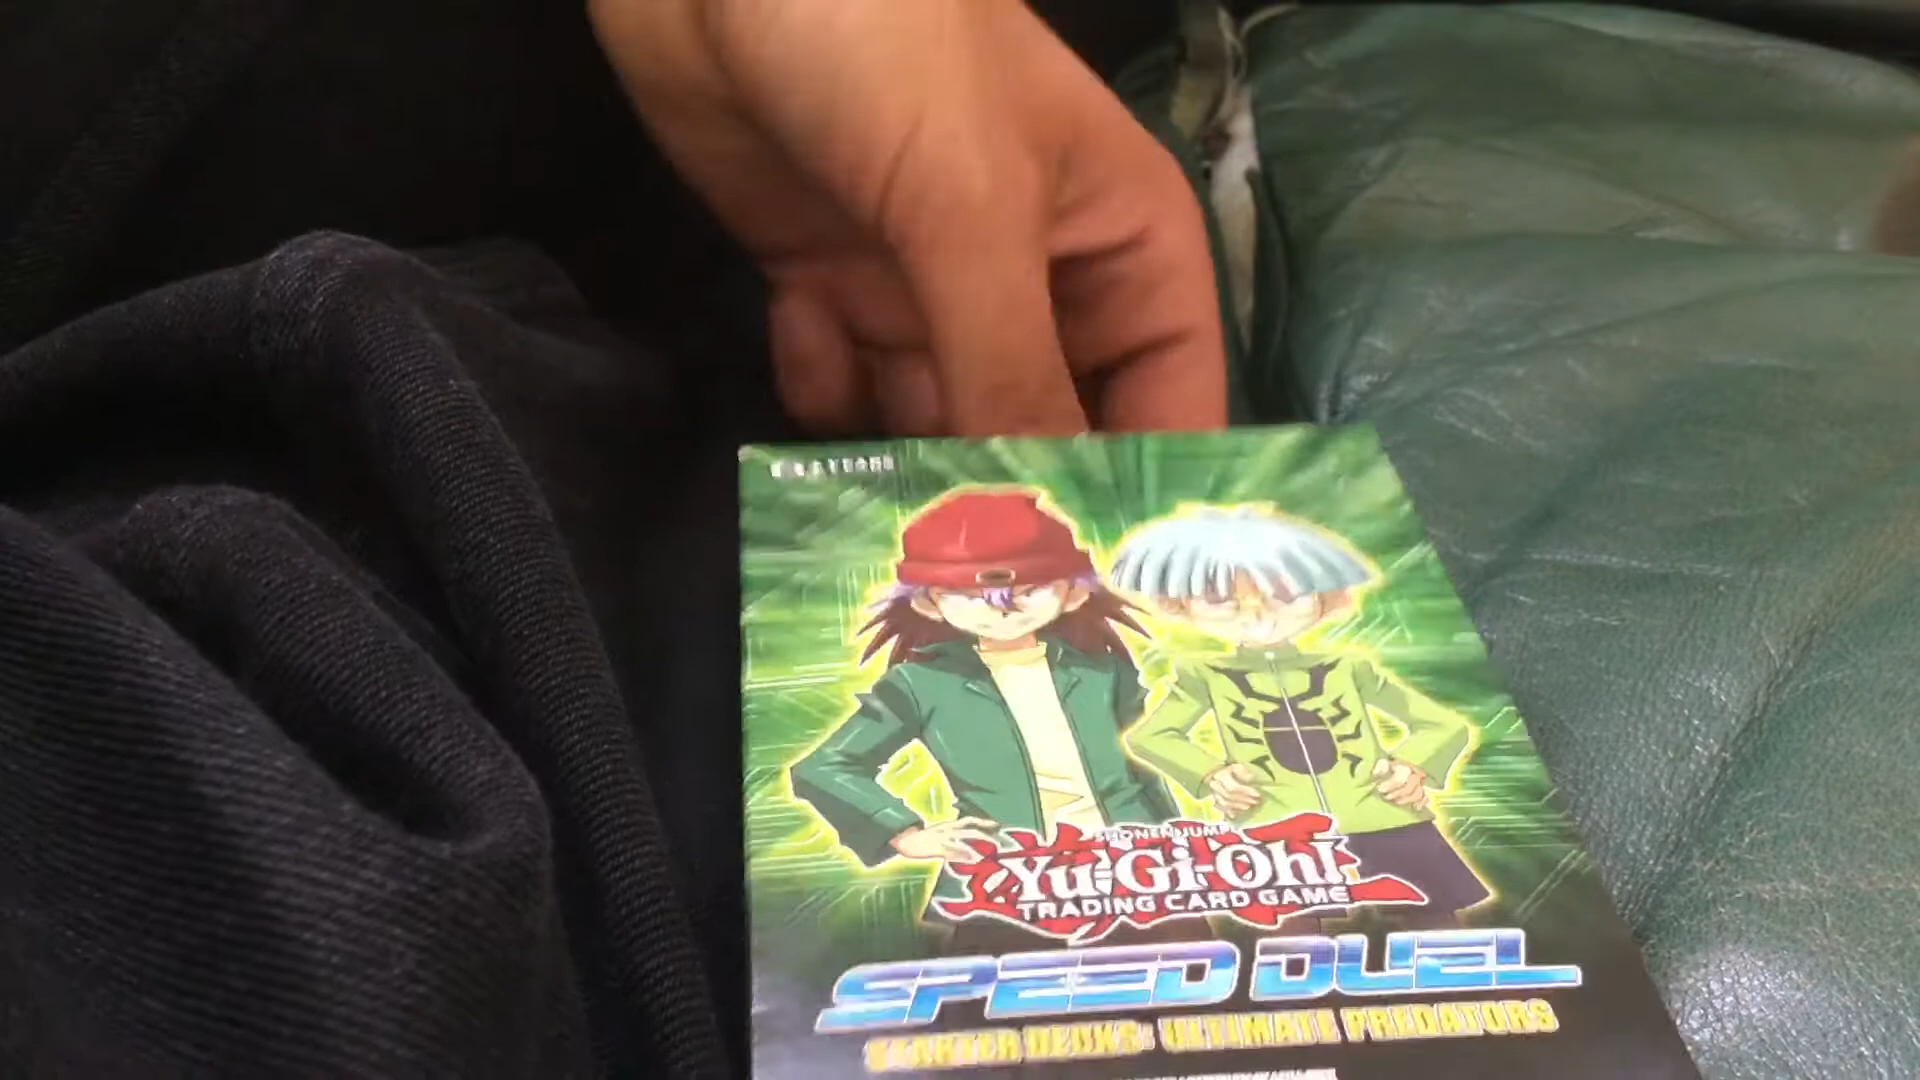 SHONEN JUMP
Yu-Gi-Oh!
TRADING CARD GAME
SPEED DUEL
STARTER DECKS: ULTIMATE PREDATORS